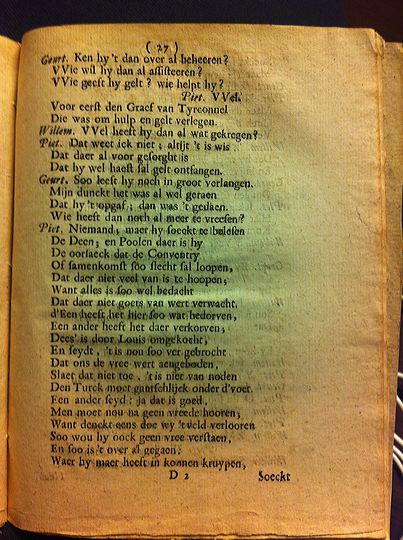 ( 27 )
Geurt. Ken hy 't dan over al beheeren?
VVie wil hy dan al assisteeren?
VVie geeft hy gelt? wie helpt hy?
Piet. VVel.
Voor eerst den Graef van Tyreonnel
Die was om hulp en gelt verlegen.
Willem. VVel heeft hy dan al wat gekregen?
Piet. Dat weet ick niet; altijt 't is wis
Dat daer al voor gesorght is
Dat hy wel haest sal gelt ontfangen.
Geurt. Soo leeft hy noch in groot verlangen.
Mijn dunckt het was al wel geraen
Dat hy 't opgaf; dan was 't gedaen.
Wie heeft dan noch al meer te vreesen?
Piet. Niemand; maer hy soeckt te belesen
De Deen; en Poolen daer is hy
De oorsaeck dat de Conventry
Of samenkomst soo slecht sal loopen,
Dat daer niet veel van is te hoopen;
Want alles is soo wel bedacht
Dat daer niet goets van wert verwacht.
d'Een heeft het hier soo wat bedorven,
Een ander heeft het daer verkorven;
Dees' is door Louis omgekocht,
En seydt, 't is nou soo ver gebrocht
Dat ons de vree wert aengeboden,
Slaet dat niet toe, 't is niet van noden
Den Turck moet gantschlijck onder d'voet.
Een ander seyd: ja dat is goed,
Men moet nou na geen vreede hooren;
Want denckt eens doe wy 't veld verlooren
Soo wou hy oock geen vree verstaen,
En soo is 't over al gegaen:
Waer hy maer heeft in konnen kruypen,
D 2 Soeckt